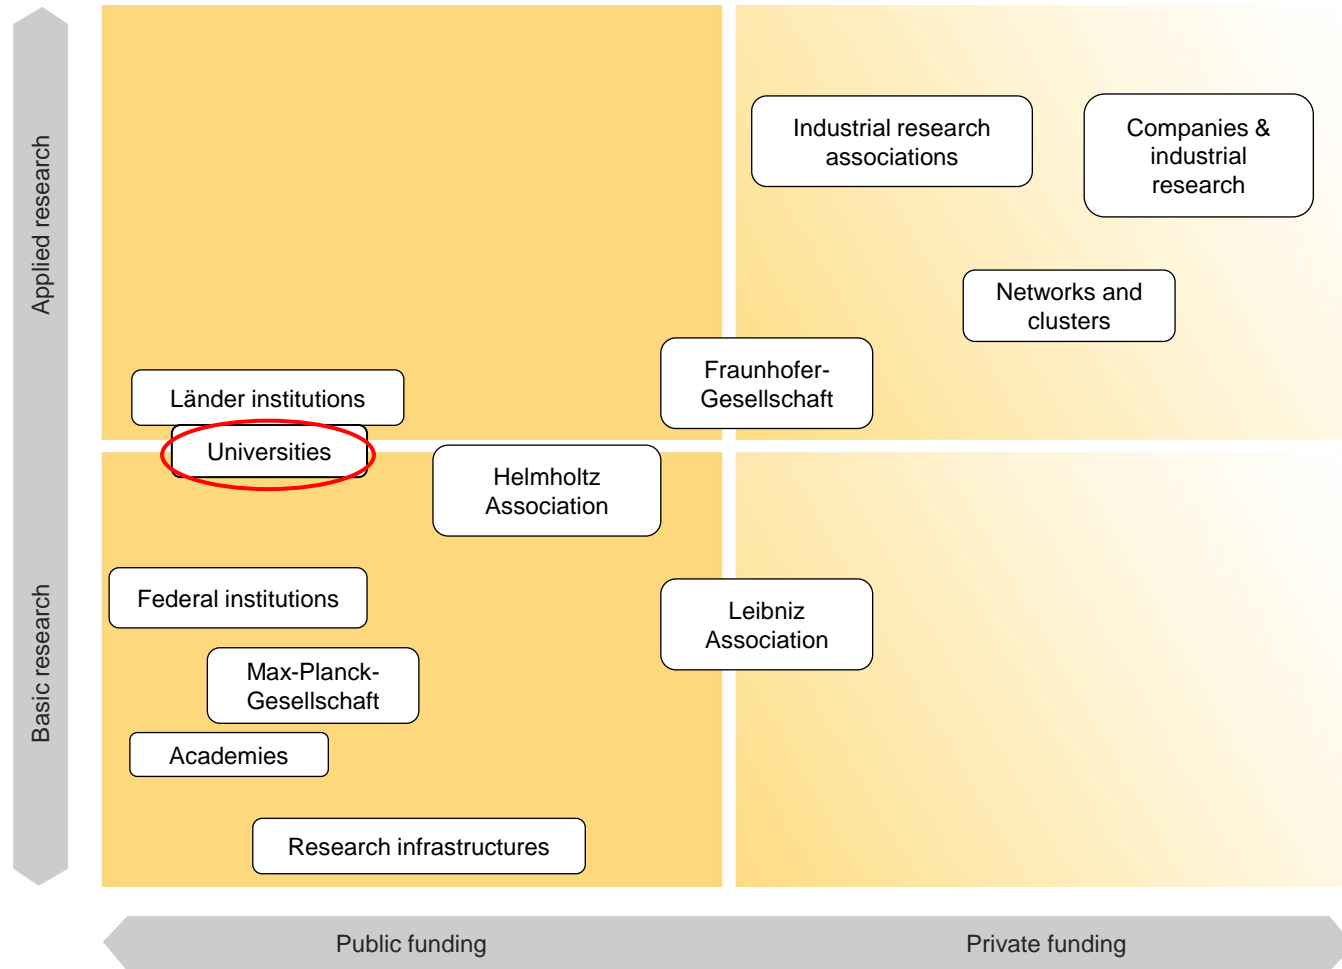 Applied research
Basic research
Industrial research
associations
Companies &
industrial
research
Networks and
clusters
Fraunhofer-
Gesellschaft
Länder institutions
Universities
Helmholtz
Association
Federal institutions
Leibniz
Association
Max-Planck-
Gesellschaft
Academies
Research infrastructures
Public funding
Private funding